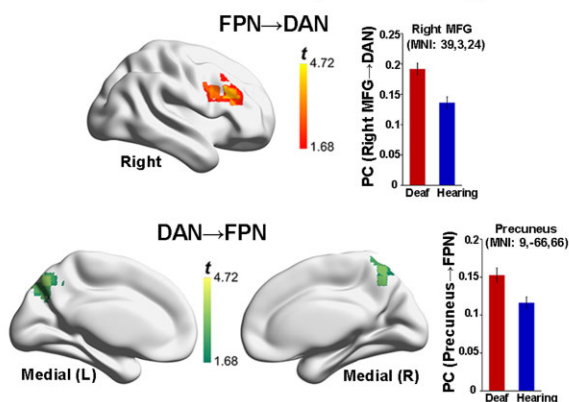 FPN→DAN
t
4.72
1.68
Right
Right MFG
(MNI: 39,3,24)
PC (Right MFG→DAN)
0.25
0.2
0.15
0.1
0.05
0
Deaf Hearing
DAN→FPN
t
4.72
1.68
Medial (L)
Medial (R)
Precuneus
(MNI: 9,-66,66)
PC (Precuneus→FPN)
0.2
0.15
0.1
0.05
0
Deaf Hearing